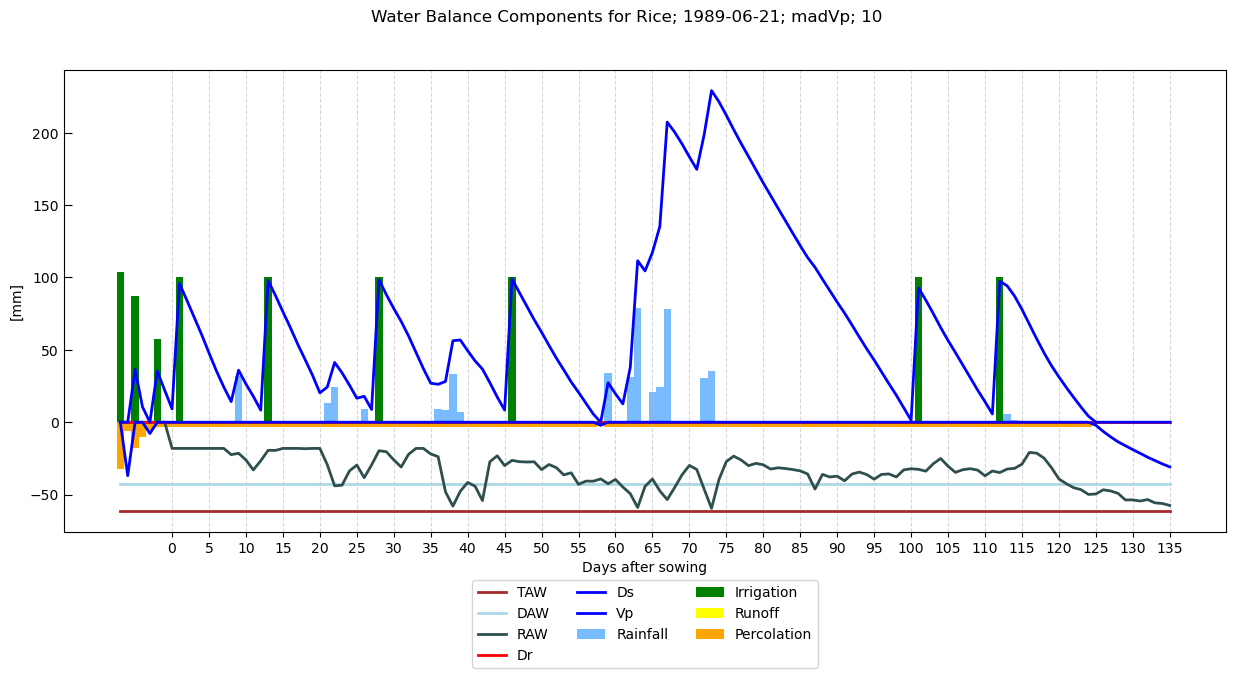 Water Balance Components for Rice; 1989-06-21; madVp; 10
[mm]
200
150
100
50
0
−50
0 5 10 15 20 25 30 35 40 45 50 55 60 65 70 75 80 85 90 95 100 105 110 115 120 125 130 135
Days after sowing
TAW Ds Irrigation
DAW Vp Runoff
RAW Rainfall Percolation
Dr